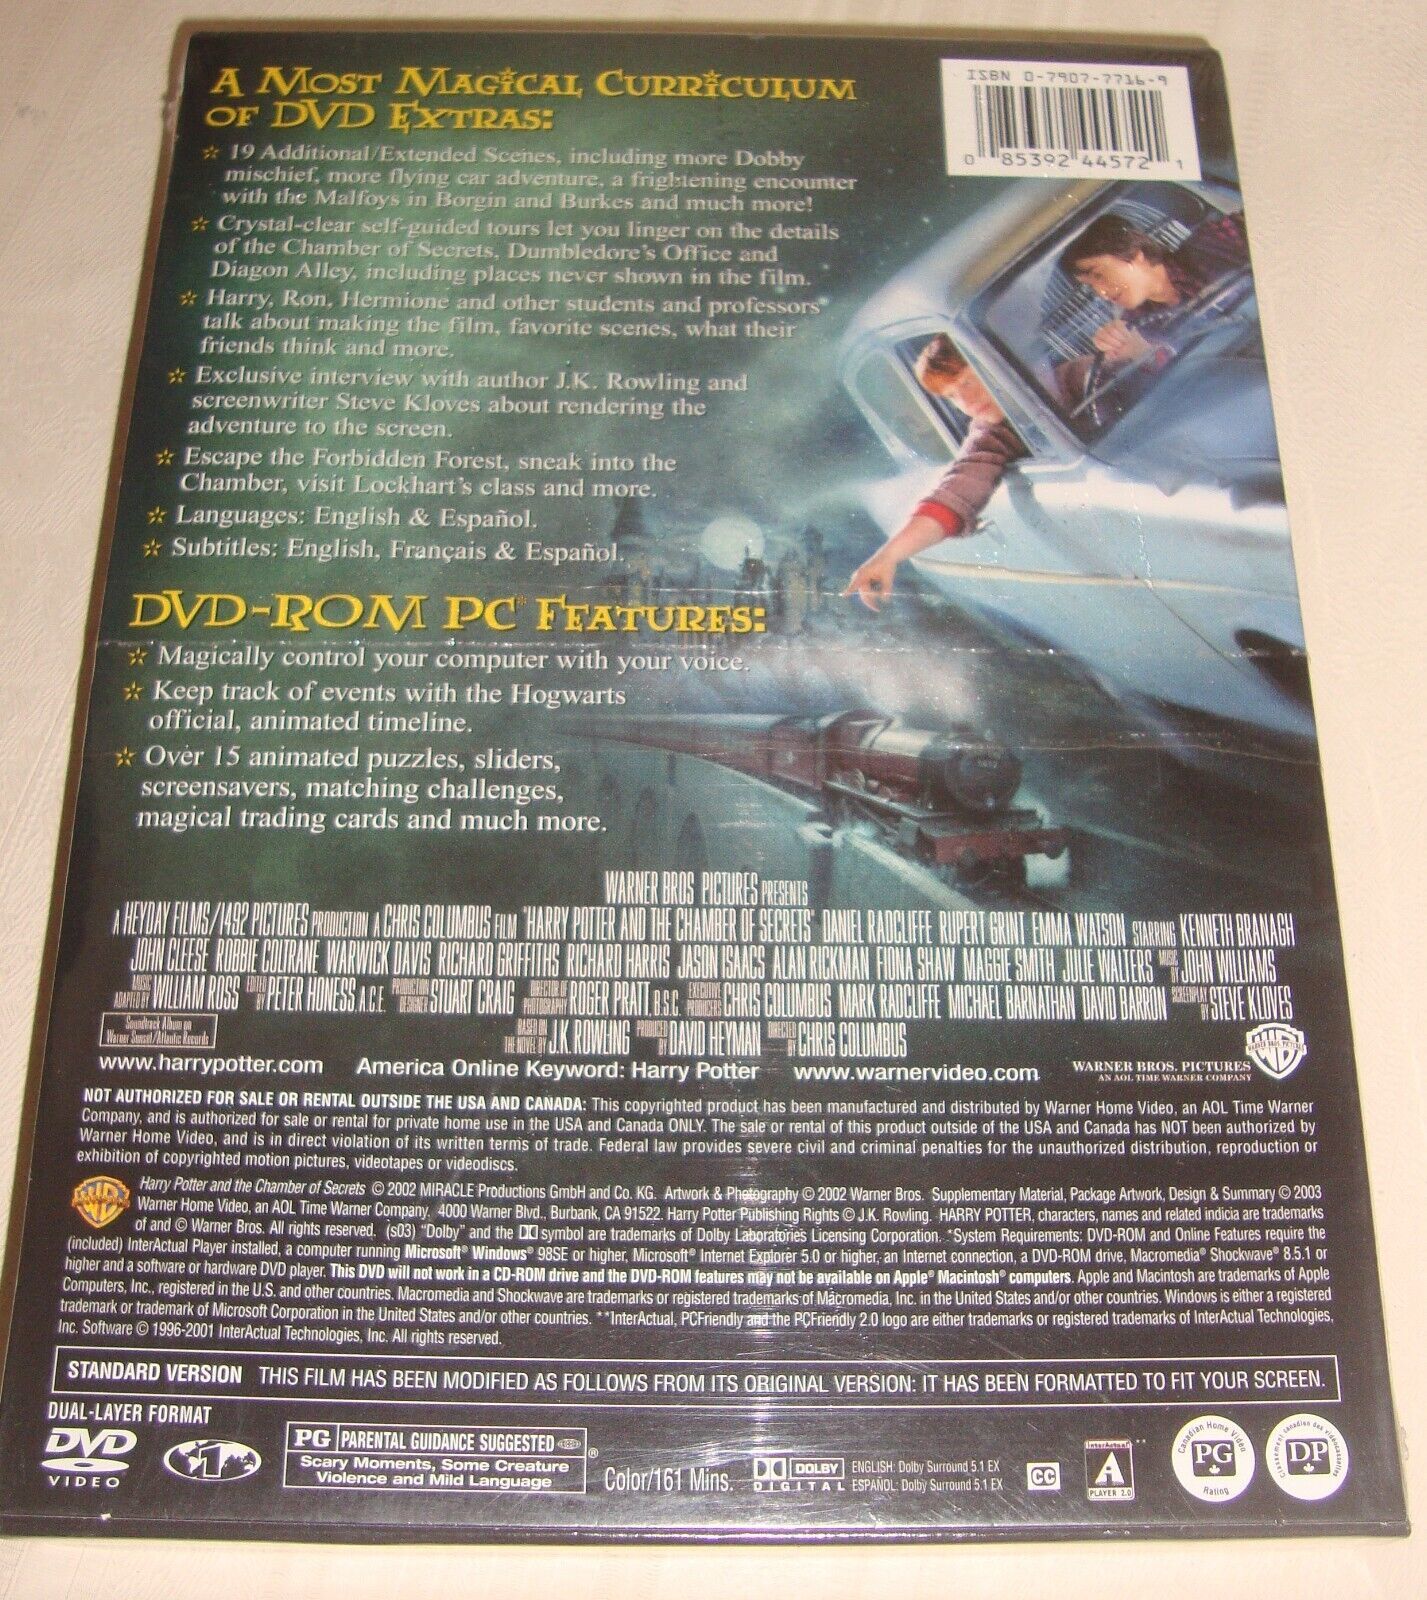 A Most Magical Curriculum
of DVD Extras:
19 Additional/Extended Scenes, including more Dobby
mischief, more flying car adventure, a frightening encounter
with the Malfoys in Borgin and Burkes and much more!
Crystal-clear self-guided tours let you linger on the details
of the Chamber of Secrets, Dumbledore's Office and
Diagon Alley, including places never shown in the film.
Harry, Ron, Hermione and other students and professors
talk about making the film, favorite scenes, what their
friends think and more.
Exclusive interview with author J.K. Rowling and
screenwriter Steve Kloves about rendering the
adventure to the screen.
Escape the Forbidden Forest, sneak into the
Chamber, visit Lockhart's class and more.
Languages: English & Español.
Subtitles: English, Français & Español.
ISBN 0-7907-7716-9
0 85392 44572 1
DVD-ROM PC* Features:
Magically control your computer with your voice.
Keep track of events with the Hogwarts
official, animated timeline.
Over 15 animated puzzles, sliders,
screensavers, matching challenges,
magical trading cards and much more.
WARNER BROS. PICTURES PRESENTS
A HEYDAY FILMS/1492 PICTURES PRODUCTION A CHRIS COLUMBUS FILM "HARRY POTTER AND THE CHAMBER OF SECRETS" DANIEL RADCLIFFE RUPERT GRINT EMMA WATSON STARRING KENNETH BRANAGH
JOHN CLEESE ROBBIE COLTRANE WARWICK DAVIS RICHARD GRIFFITHS RICHARD HARRIS JASON ISAACS ALAN RICKMAN FIONA SHAW MAGGIE SMITH JULIE WALTERS MUSIC BY JOHN WILLIAMS
MUSIC ADAPTED BY WILLIAM ROSS EDITED BY PETER HONESS A.C.E. PRODUCTION DESIGNER STUART CRAIG DIRECTOR OF PHOTOGRAPHY ROGER PRATT B.S.C. EXECUTIVE PRODUCERS CHRIS COLUMBUS MARK RADCLIFFE MICHAEL BARNATHAN DAVID BARRON SCREENPLAY BY STEVE KLOVES
BASED ON THE NOVEL BY J.K. ROWLING PRODUCED BY DAVID HEYMAN DIRECTED BY CHRIS COLUMBUS
Soundtrack Album on
Warner Sunset/Atlantic Records
www.harrypotter.com America Online Keyword: Harry Potter www.warnervideo.com
WARNER BROS. PICTURES
AN AOL TIME WARNER COMPANY
NOT AUTHORIZED FOR SALE OR RENTAL OUTSIDE THE USA AND CANADA: This copyrighted product has been manufactured and distributed by Warner Home Video, an AOL Time Warner
Company, and is authorized for sale or rental for private home use in the USA and Canada ONLY. The sale or rental of this product outside of the USA and Canada has NOT been authorized by
Warner Home Video, and is in direct violation of its written terms of trade. Federal law provides severe civil and criminal penalties for the unauthorized distribution, reproduction or
exhibition of copyrighted motion pictures, videotapes or videodiscs.
Harry Potter and the Chamber of Secrets © 2002 MIRACLE Productions GmbH and Co. KG. Artwork & Photography © 2002 Warner Bros. Supplementary Material, Package Artwork, Design & Summary © 2003
Warner Home Video, an AOL Time Warner Company. 4000 Warner Blvd., Burbank, CA 91522. Harry Potter Publishing Rights © J.K. Rowling. HARRY POTTER, characters, names and related indicia are trademarks
of and © Warner Bros. All rights reserved. (s03) "Dolby" and the DD symbol are trademarks of Dolby Laboratories Licensing Corporation. *System Requirements: DVD-ROM and Online Features require the
(included) InterActual Player installed, a computer running Microsoft® Windows® 98SE or higher, Microsoft® Internet Explorer 5.0 or higher, an Internet connection, a DVD-ROM drive, Macromedia® Shockwave® 8.5.1 or
higher and a software or hardware DVD player. This DVD will not work in a CD-ROM drive and the DVD-ROM features may not be available on Apple® Macintosh® computers. Apple and Macintosh are trademarks of Apple
Computers, Inc., registered in the U.S. and other countries. Macromedia and Shockwave are trademarks or registered trademarks of Macromedia, Inc. in the United States and/or other countries. Windows is either a registered
trademark or trademark of Microsoft Corporation in the United States and/or other countries. **InterActual, PCFriendly and the PCFriendly 2.0 logo are either trademarks or registered trademarks of InterActual Technologies,
Inc. Software © 1996-2001 InterActual Technologies, Inc. All rights reserved.
STANDARD VERSION THIS FILM HAS BEEN MODIFIED AS FOLLOWS FROM ITS ORIGINAL VERSION: IT HAS BEEN FORMATTED TO FIT YOUR SCREEN.
DUAL-LAYER FORMAT
DVD
VIDEO
1
PG PARENTAL GUIDANCE SUGGESTED ®
Scary Moments, Some Creature
Violence and Mild Language
Color/161 Mins.
DOLBY
DIGITAL
ENGLISH: Dolby Surround 5.1 EX
ESPAÑOL: Dolby Surround 5.1 EX
CC
InterActual **
PLAYER 2.0
Canadian Home Video
PG
Rating
Classement canadien des vidéocassettes
DP